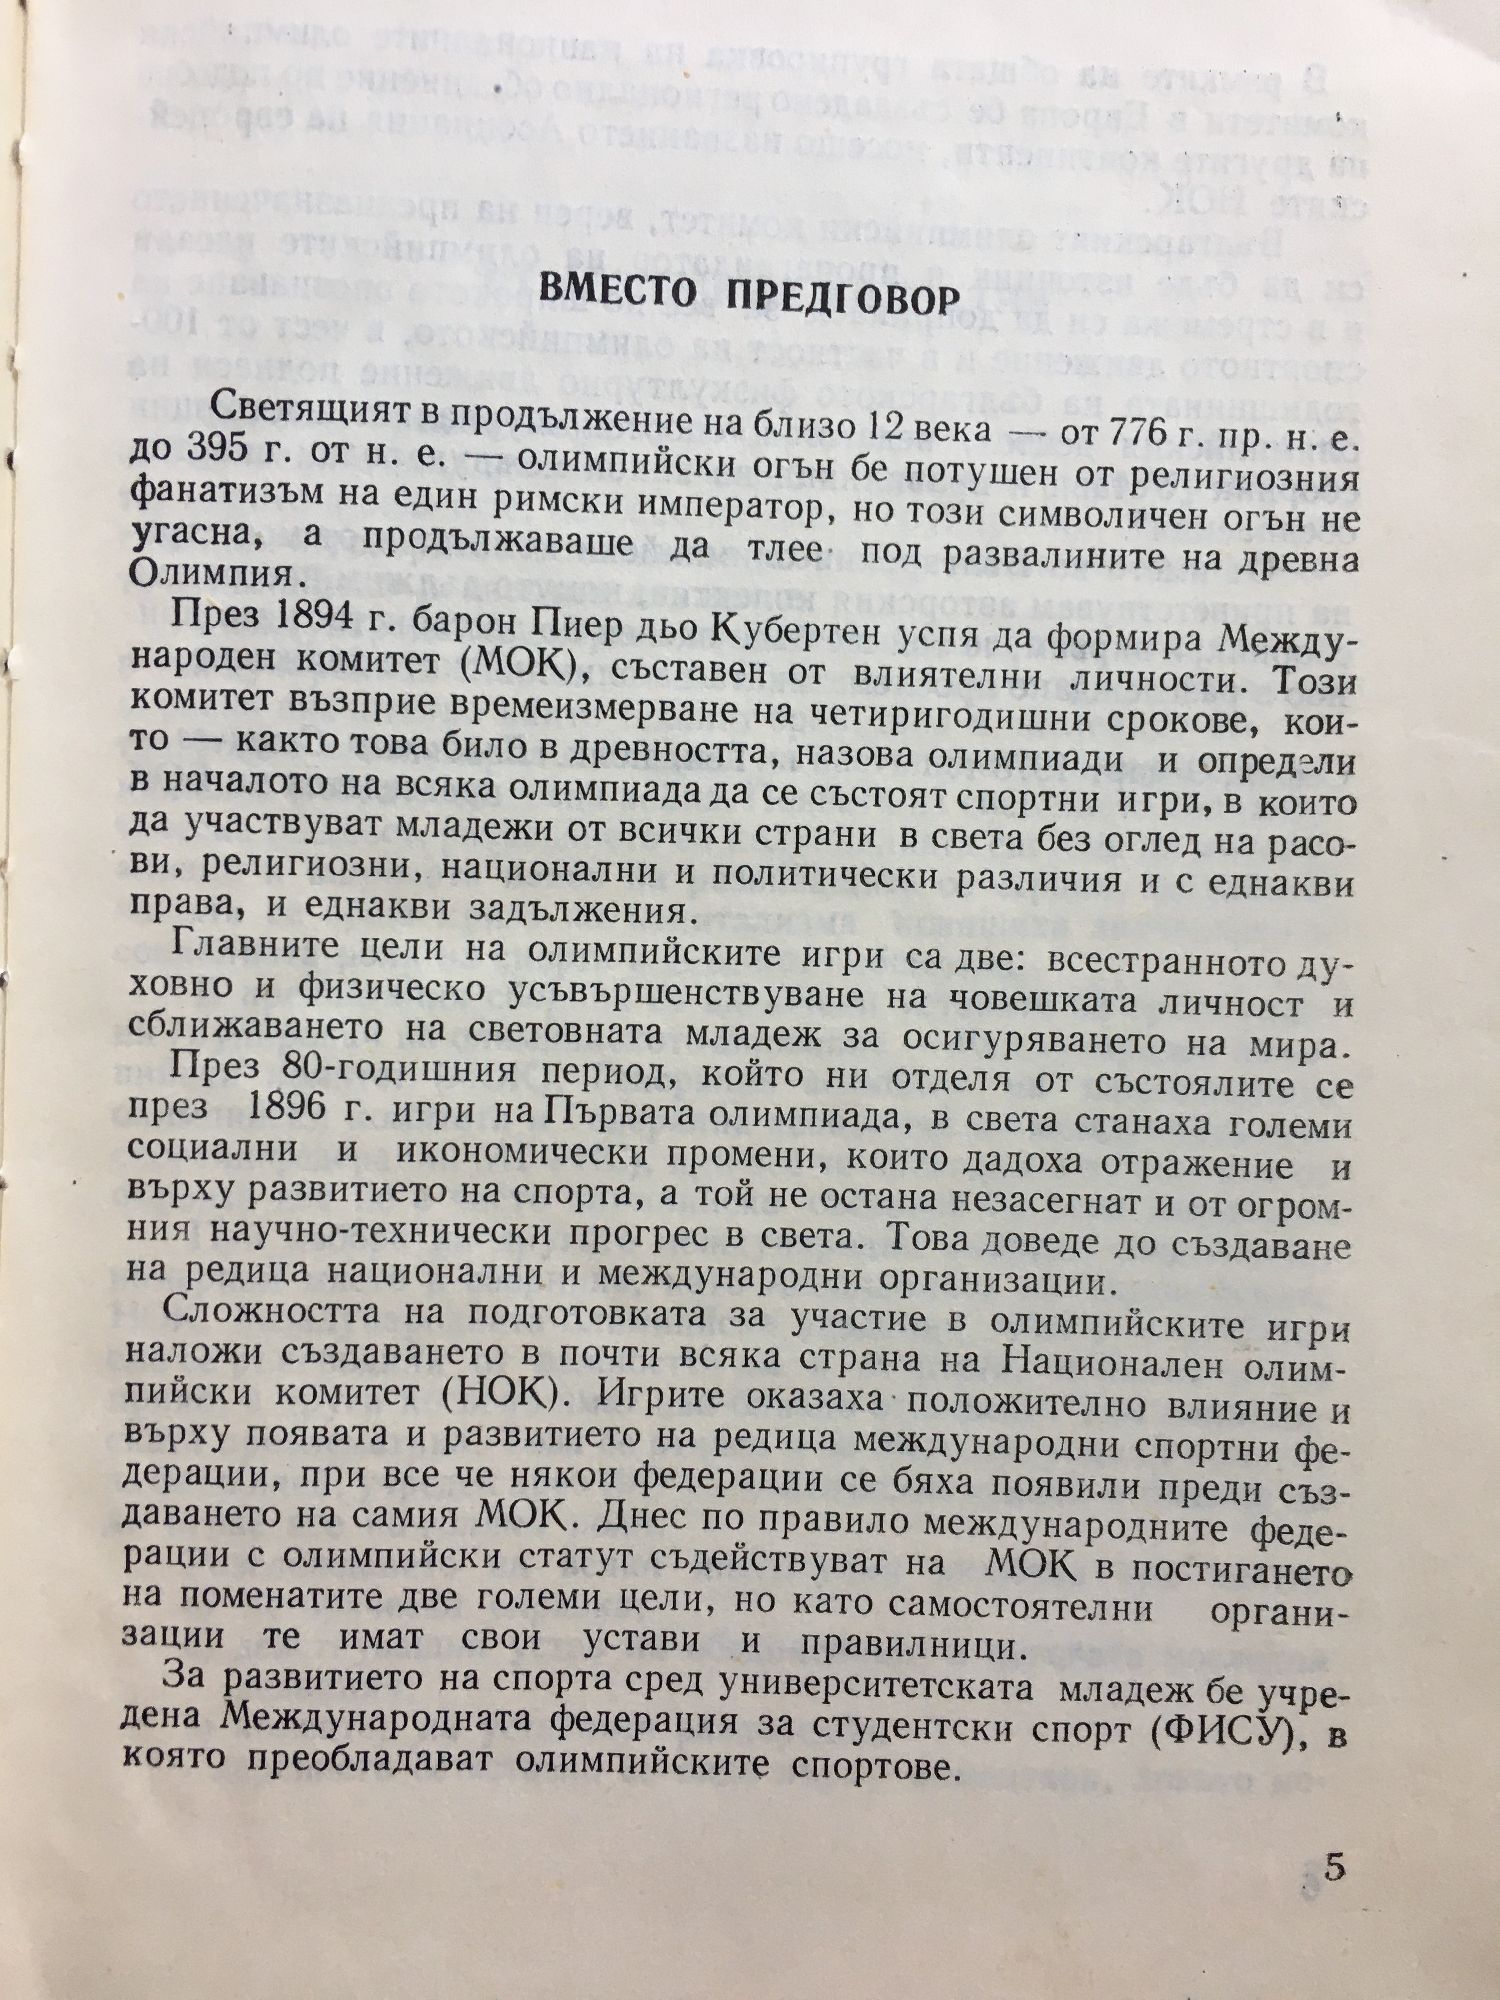 ВМЕСТО ПРЕДГОВОР
Светящият в продължение на близо 12 века — от 776 г. пр. н. е.
до 395 г. от н. е. — олимпийски огън бе потушен от религиозния
фанатизъм на един римски император, но този символичен огън не
угасна, а продължаваше да тлее под развалините на древна
Олимпия.
През 1894 г. барон Пиер дьо Кубертен успя да формира Между-
народен комитет (МОК), съставен от влиятелни личности. Този
комитет възприе времеизмерване на четиригодишни срокове, кои-
то — както това било в древността, назова олимпиади и определи
в началото на всяка олимпиада да се състоят спортни игри, в които
да участвуват младежи от всички страни в света без оглед на расо-
ви, религиозни, национални и политически различия и с еднакви
права, и еднакви задължения.
Главните цели на олимпийските игри са две: всестранното ду-
ховно и физическо усъвършенствуване на човешката личност и
сближаването на световната младеж за осигуряването на мира.
През 80-годишния период, който ни отделя от състоялите се
през 1896 г. игри на Първата олимпиада, в света станаха големи
социални и икономически промени, които дадоха отражение и
върху развитието на спорта, а той не остана незасегнат и от огром-
ния научно-технически прогрес в света. Това доведе до създаване
на редица национални и международни организации.
Сложността на подготовката за участие в олимпийските игри
наложи създаването в почти всяка страна на Национален олим-
пийски комитет (НОК). Игрите оказаха положително влияние и
върху появата и развитието на редица международни спортни фе-
дерации, при все че някои федерации се бяха появили преди съз-
даването на самия МОК. Днес по правило международните феде-
рации с олимпийски статут съдействуват на МОК в постигането
на поменатите две големи цели, но като самостоятелни органи-
зации те имат свои устави и правилници.
За развитието на спорта сред университетската младеж бе учре-
дена Международната федерация за студентски спорт (ФИСУ), в
която преобладават олимпийските спортове.
5